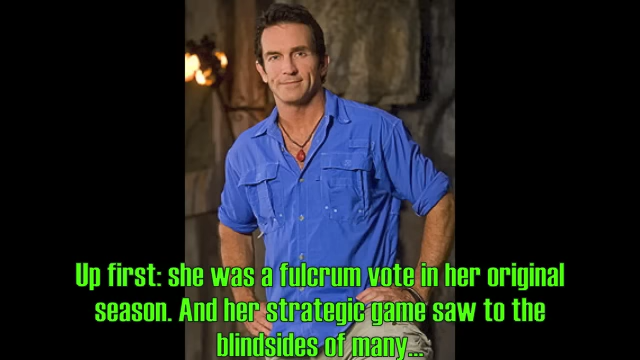 Up first: she was a fulcrum vote in her original
season. And her strategic game saw to the
blindsides of many...